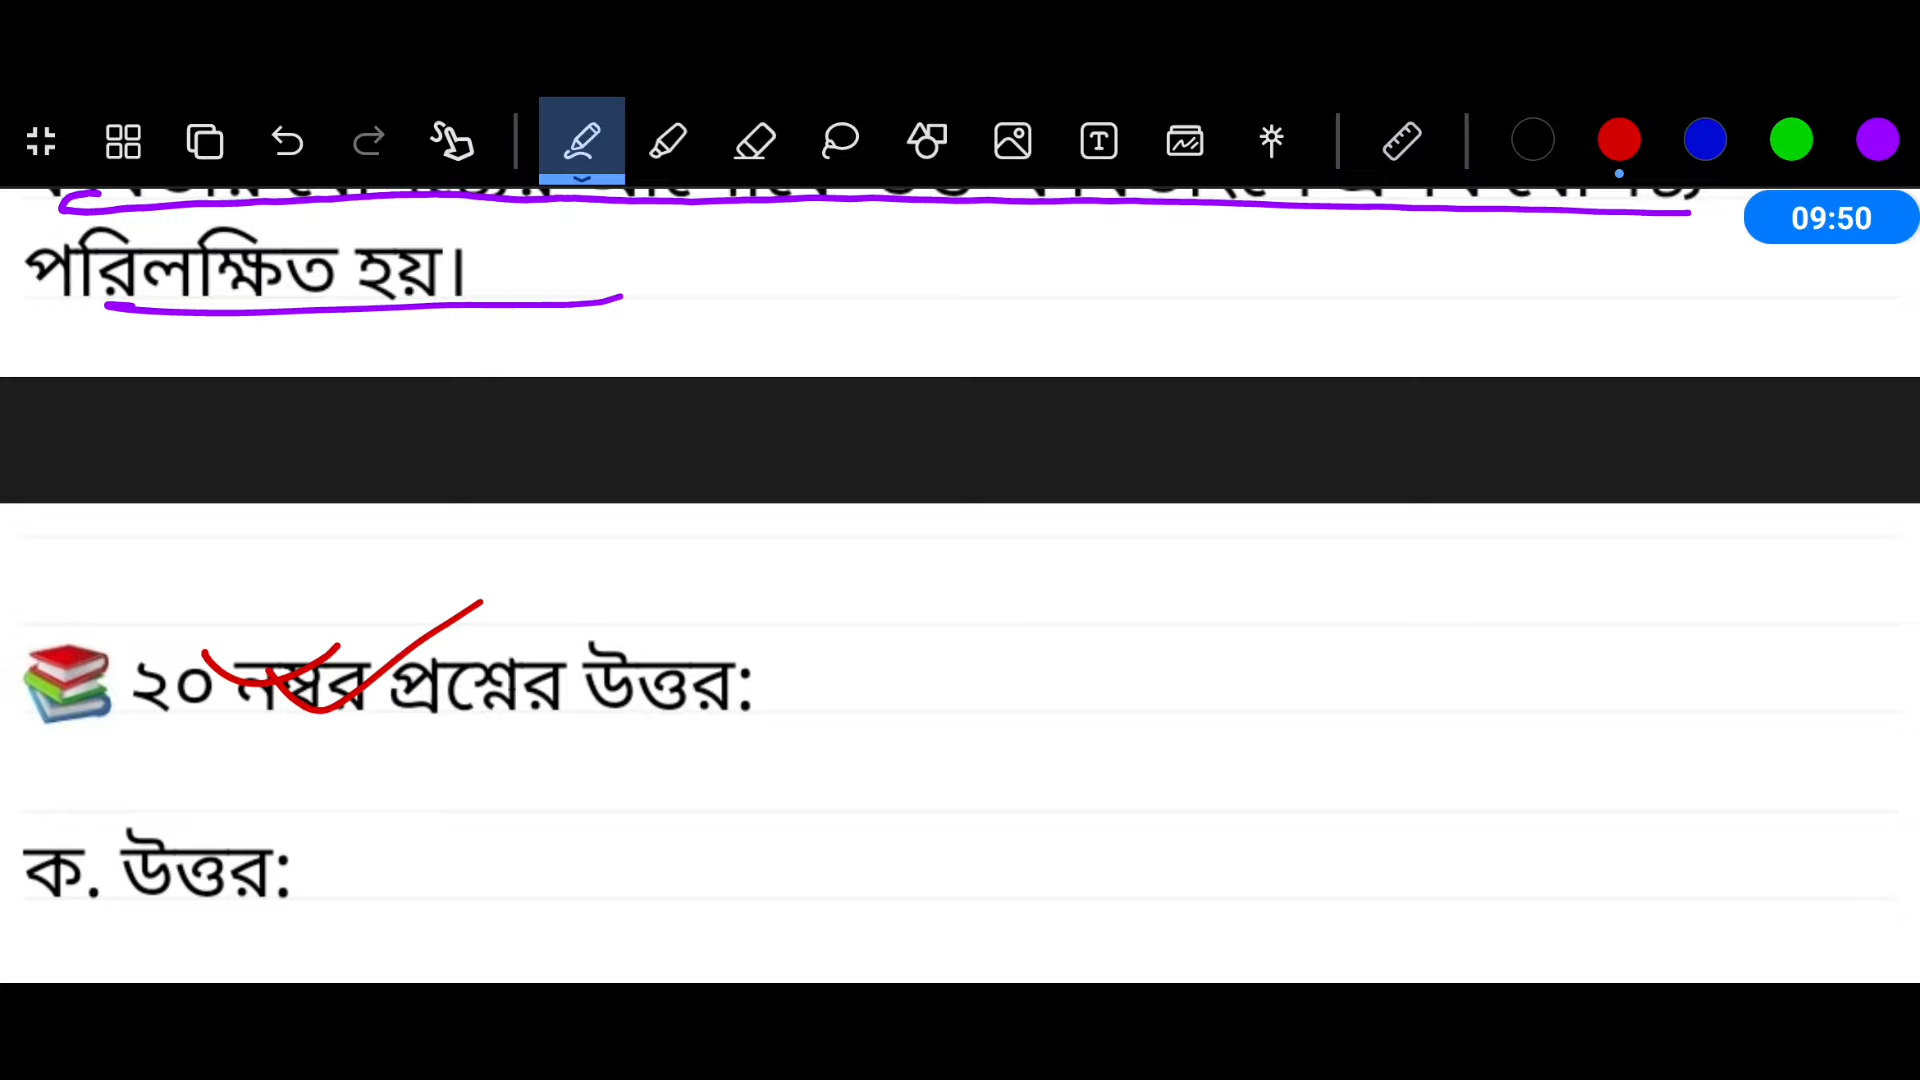 09:50
পরিলক্ষিত হয়।
২০ নম্বর প্রশ্নের উত্তর:
ক. উত্তর: